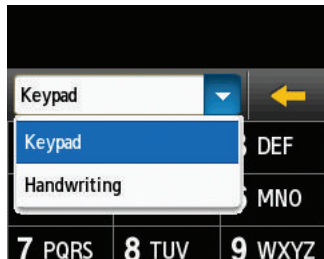 Keypad
Keypad
DEF
Handwriting
MNO
7 PQRS 8 TUV 9 WXYZ